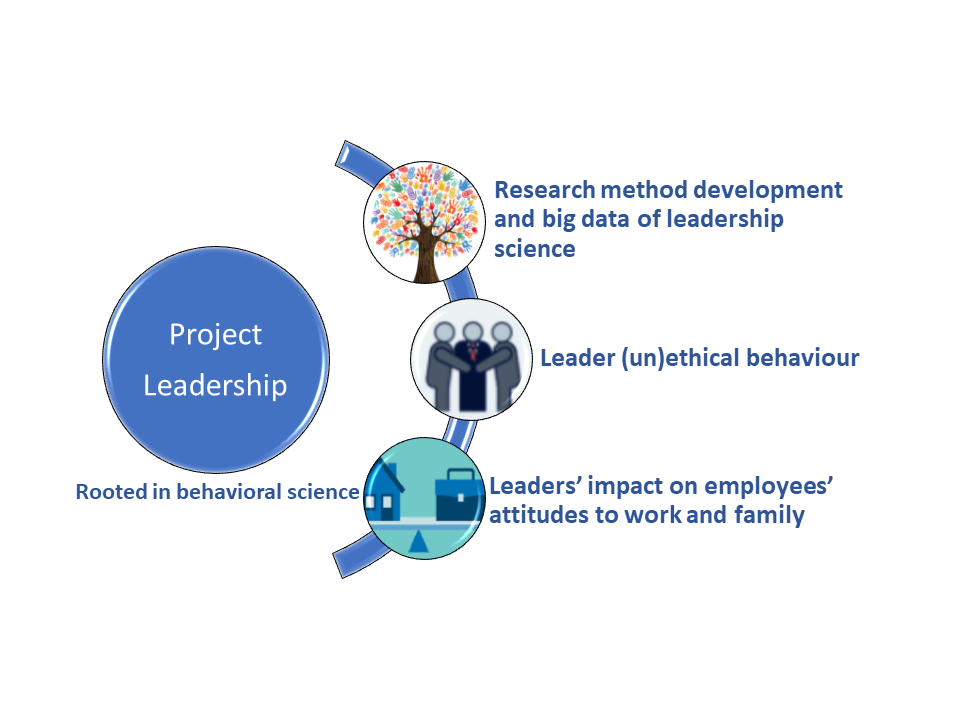 Project
Leadership
Rooted in behavioral science
Research method development
and big data of leadership
science
Leader (un)ethical behaviour
Leaders’ impact on employees’
attitudes to work and family